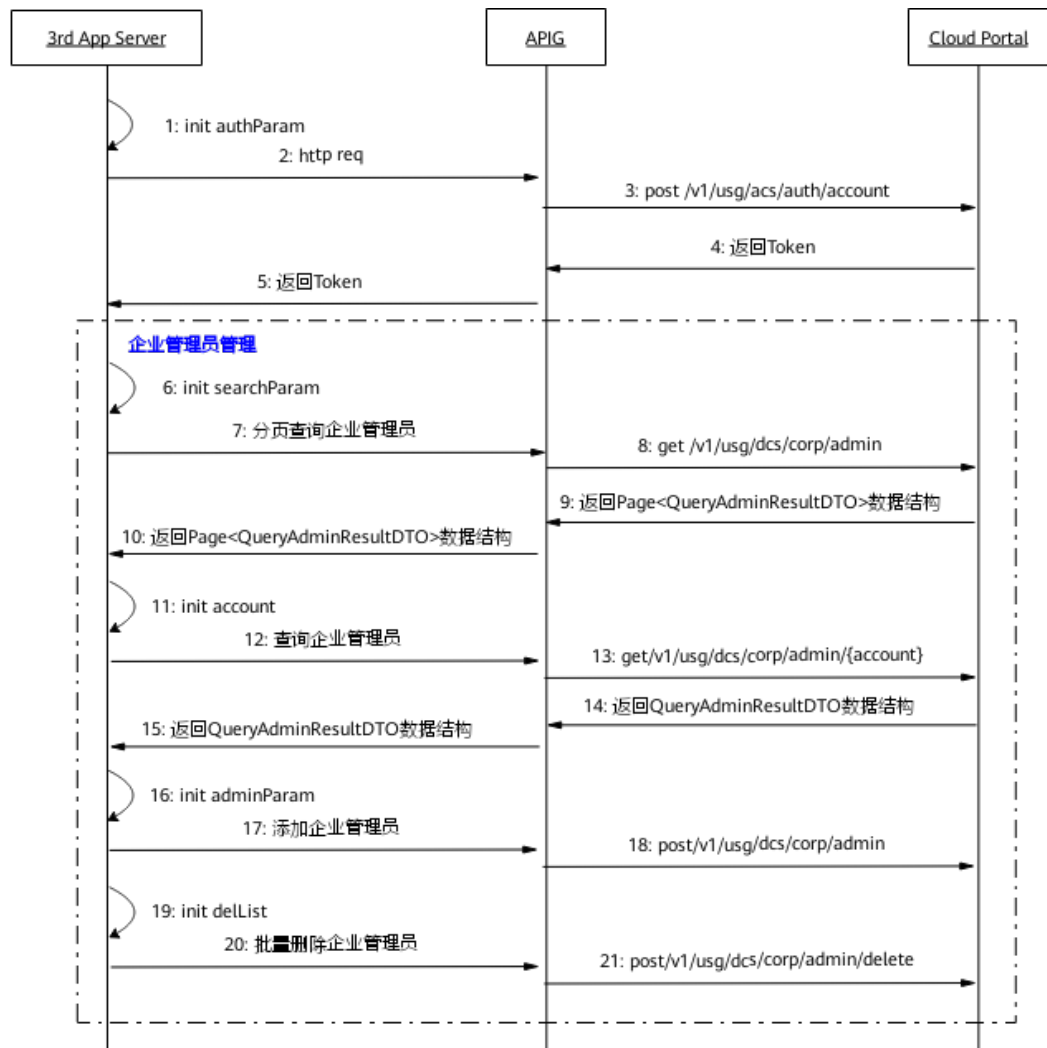 3rd App Server
APIG
Cloud Portal
1: init authParam
2: http req
3: post /v1/usg/acs/auth/account
4: 返回Token
5: 返回Token
企业管理员管理
6: init searchParam
7: 分页查询企业管理员
8: get /v1/usg/dcs/corp/admin
9: 返回Page<QueryAdminResultDTO>数据结构
10: 返回Page<QueryAdminResultDTO>数据结构
11: init account
12: 查询企业管理员
13: get/v1/usg/dcs/corp/admin/{account}
14: 返回QueryAdminResultDTO数据结构
15: 返回QueryAdminResultDTO数据结构
16: init adminParam
17: 添加企业管理员
18: post/v1/usg/dcs/corp/admin
19: init delList
20: 批量删除企业管理员
21: post/v1/usg/dcs/corp/admin/delete